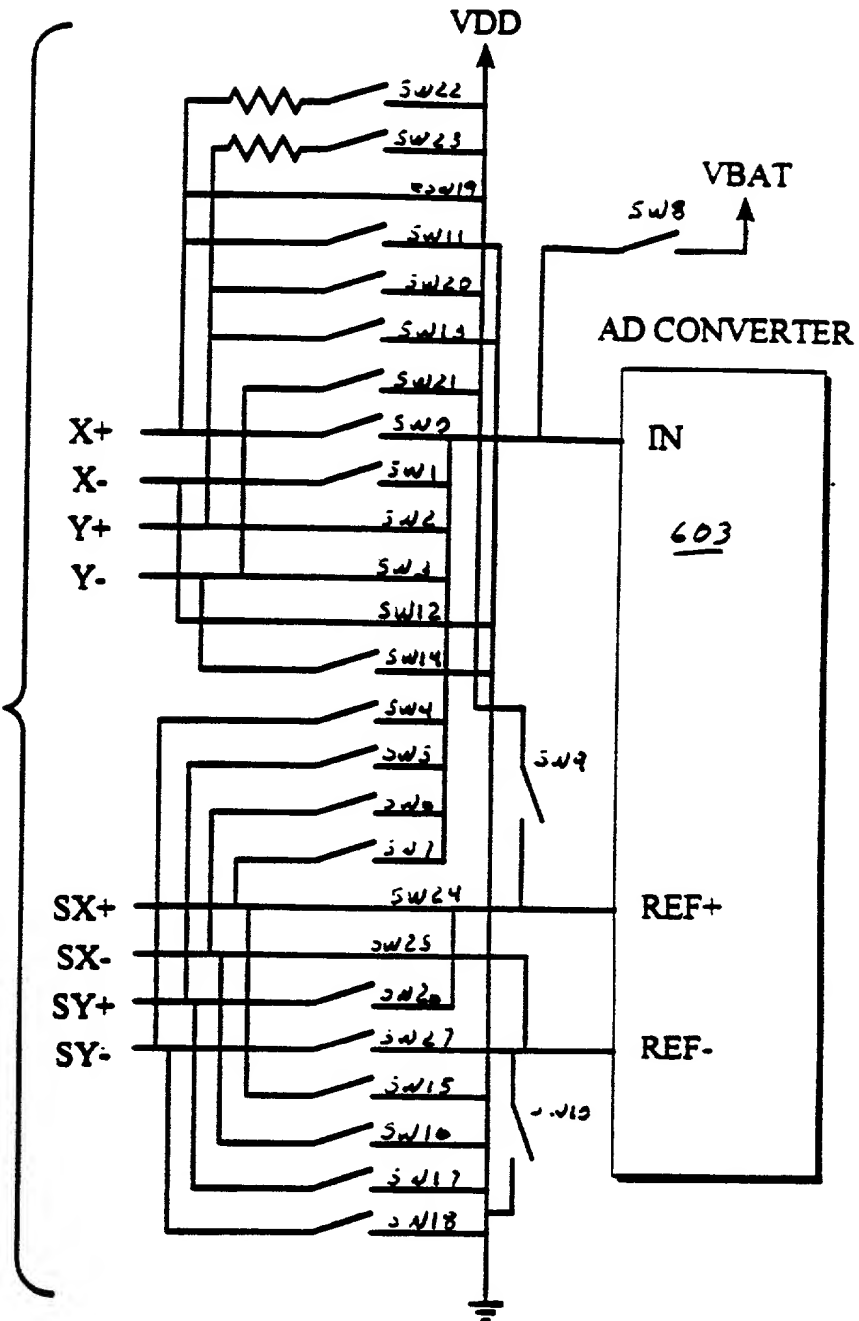 VDD
SW22
SW23
SW19
VBAT
SW8
SW11
SW20
SW13
AD CONVERTER
SW21
X+
SW0
IN
X-
SW1
603
Y+
SW2
Y-
SW3
SW12
SW14
SW4
SW5
SW9
SW6
SW7
SX+
SW24
REF+
SX-
SW25
SY+
SW26
SY-
SW27
REF-
SW15
SW10
SW16
SW17
SW18